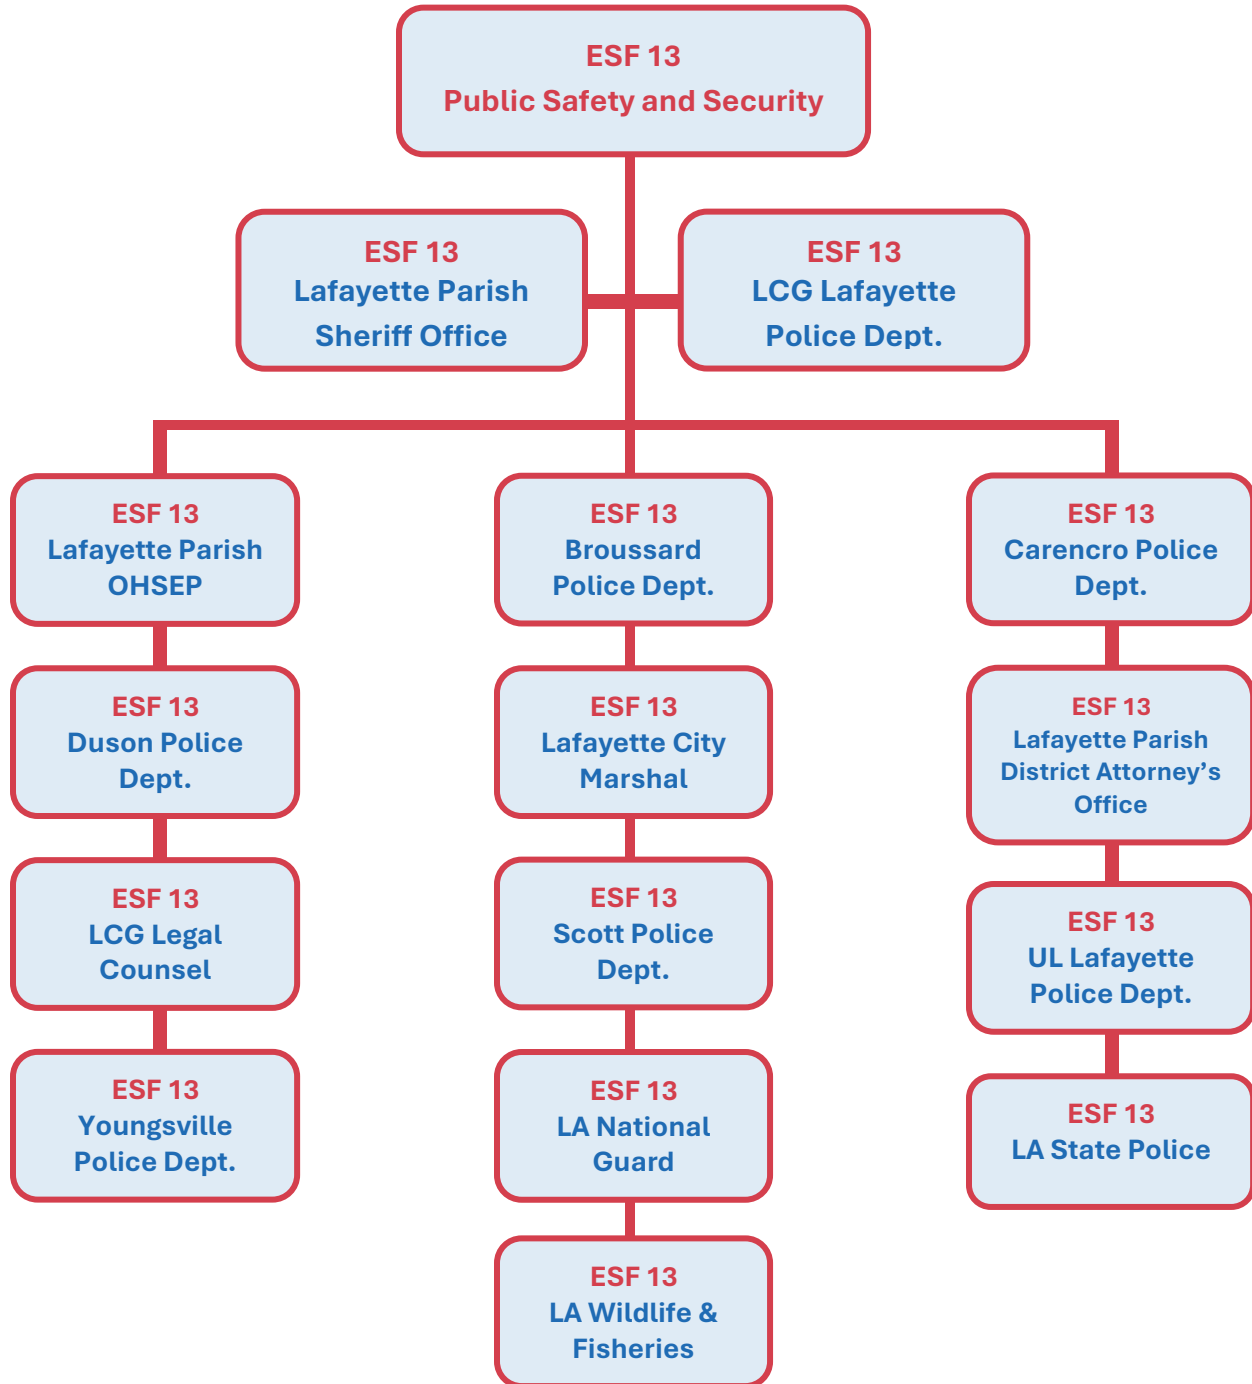 ESF 13
Public Safety and Security
ESF 13
Lafayette Parish
Sheriff Office
ESF 13
LCG Lafayette
Police Dept.
ESF 13
Lafayette Parish
OHSEP
ESF 13
Broussard
Police Dept.
ESF 13
Carencro Police
Dept.
ESF 13
Duson Police
Dept.
ESF 13
Lafayette City
Marshal
ESF 13
Lafayette Parish
District Attorney’s
Office
ESF 13
LCG Legal
Counsel
ESF 13
Scott Police
Dept.
ESF 13
UL Lafayette
Police Dept.
ESF 13
Youngsville
Police Dept.
ESF 13
LA National
Guard
ESF 13
LA State Police
ESF 13
LA Wildlife &
Fisheries